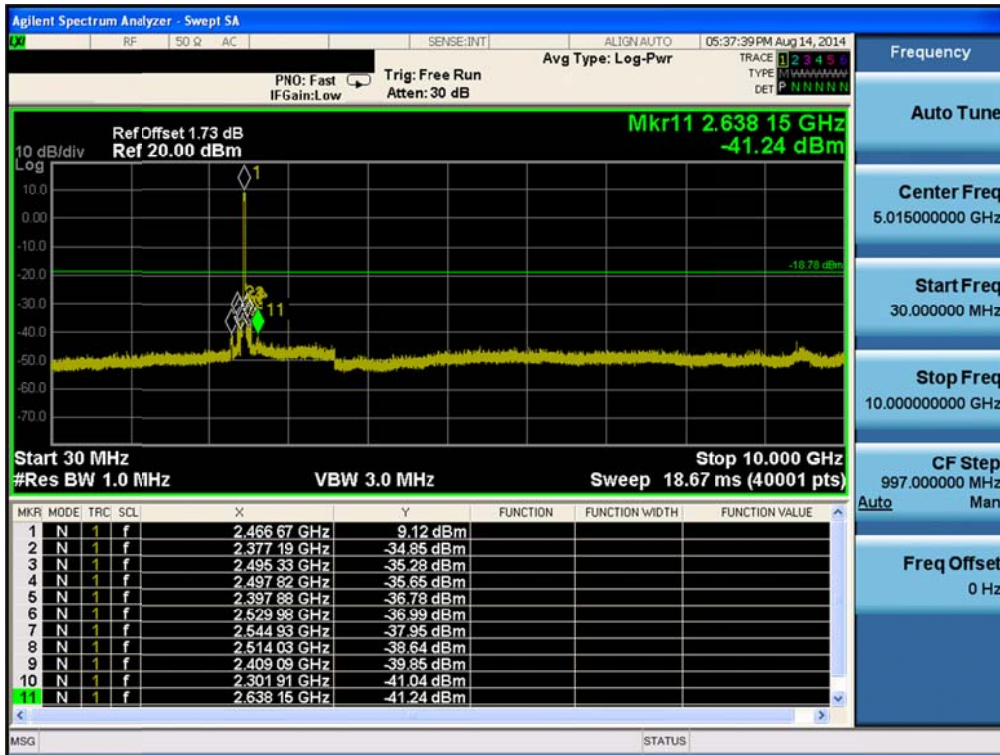 Agilent Spectrum Analyzer - Swept SA
LXI RF 50 Ω AC SENSE:INT ALIGN AUTO 05:37:39 PM Aug 14, 2014
Frequency
Avg Type: Log-Pwr
TRACE 1 2 3 4 5 6
PNO: Fast Trig: Free Run
TYPE M WWWWW
IFGain:Low Atten: 30 dB
DET P N N N N N
Auto Tune
Mkr11 2.638 15 GHz
-41.24 dBm
Ref Offset 1.73 dB
10 dB/div Ref 20.00 dBm
Log
1
10.0
0.00
-10.0
-20.0
-18.78 dBm
-30.0
11
-40.0
-50.0
-60.0
-70.0
Start 30 MHz Stop 10.000 GHz
#Res BW 1.0 MHz VBW 3.0 MHz Sweep 18.67 ms (40001 pts)
Center Freq
5.015000000 GHz
Start Freq
30.000000 MHz
Stop Freq
10.000000000 GHz
CF Step
997.000000 MHz
Auto Man
Freq Offset
0 Hz
MKR MODE TRC SCL X Y FUNCTION FUNCTION WIDTH FUNCTION VALUE
1 N 1 f 2.466 67 GHz 9.12 dBm
2 N 1 f 2.377 19 GHz -34.85 dBm
3 N 1 f 2.495 33 GHz -35.28 dBm
4 N 1 f 2.497 82 GHz -35.65 dBm
5 N 1 f 2.397 88 GHz -36.78 dBm
6 N 1 f 2.529 98 GHz -36.99 dBm
7 N 1 f 2.544 93 GHz -37.95 dBm
8 N 1 f 2.514 03 GHz -38.64 dBm
9 N 1 f 2.409 09 GHz -39.85 dBm
10 N 1 f 2.301 91 GHz -41.04 dBm
11 N 1 f 2.638 15 GHz -41.24 dBm
MSG STATUS